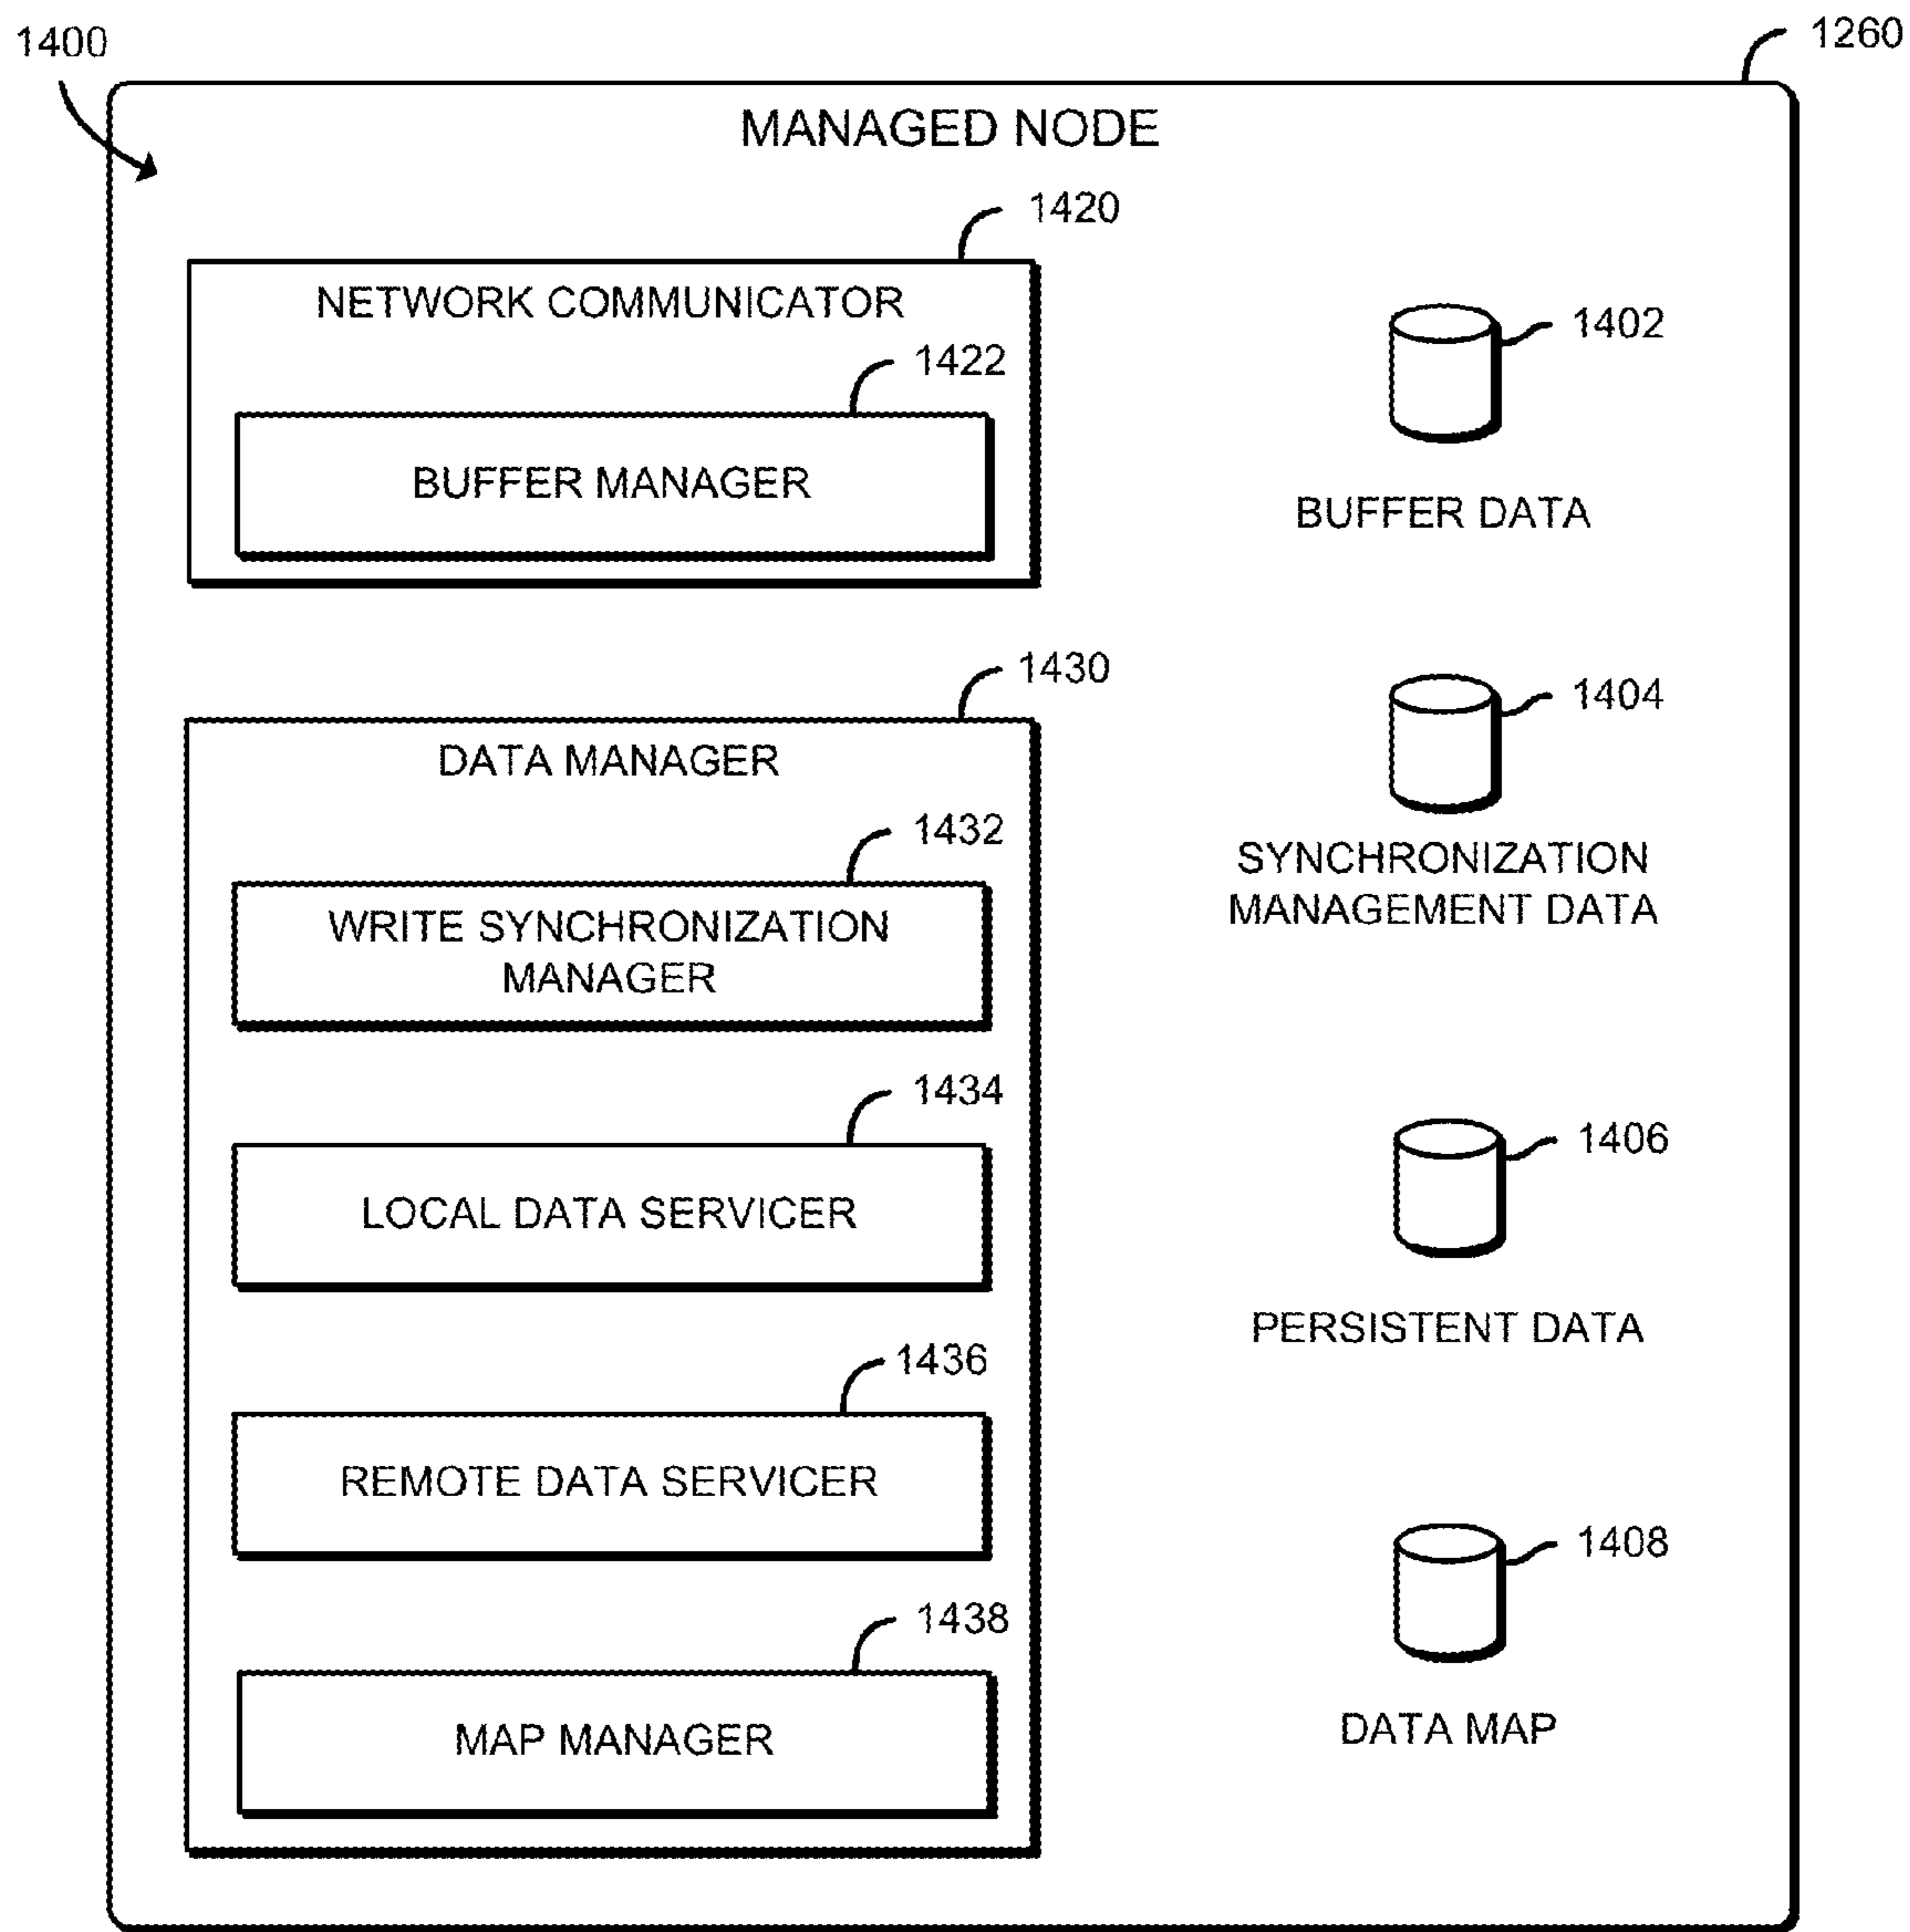 1400
1260
MANAGED NODE
1420
NETWORK COMMUNICATOR
1422
BUFFER MANAGER
1402
BUFFER DATA
1430
DATA MANAGER
1432
WRITE SYNCHRONIZATION
MANAGER
1404
SYNCHRONIZATION
MANAGEMENT DATA
1434
LOCAL DATA SERVICER
1406
PERSISTENT DATA
1436
REMOTE DATA SERVICER
1408
DATA MAP
1438
MAP MANAGER